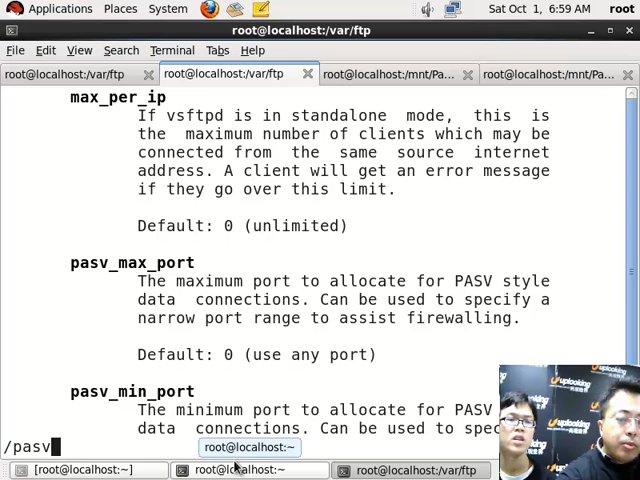 Applications Places System Sat Oct 1, 6:59 AM root
root@localhost:/var/ftp
File Edit View Search Terminal Tabs Help
root@localhost:/var/ftp root@localhost:/var/ftp root@localhost:/mnt/Pa... root@localhost:/mnt/Pa...
max_per_ip
If vsftpd is in standalone mode, this is
the maximum number of clients which may be
connected from the same source internet
address. A client will get an error message
if they go over this limit.
Default: 0 (unlimited)
pasv_max_port
The maximum port to allocate for PASV style
data connections. Can be used to specify a
narrow port range to assist firewalling.
Default: 0 (use any port)
pasv_min_port
The minimum port to allocate for PASV
data connections. Can be used to spec
/pasv
root@localhost:~
[root@localhost:~] root@localhost:~ root@localhost:/var/ftp
uplooking
uplooking